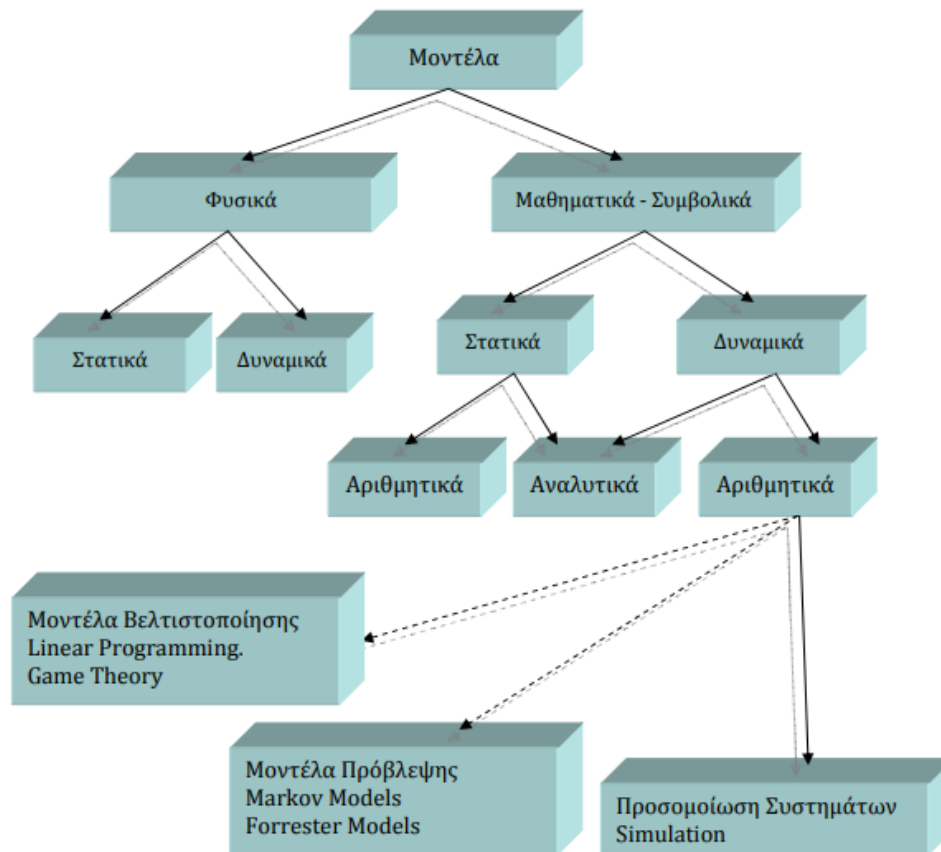 Μοντέλα
Φυσικά
Μαθηματικά - Συμβολικά
Στατικά
Δυναμικά
Στατικά
Δυναμικά
Αριθμητικά
Αναλυτικά
Αριθμητικά
Μοντέλα Βελτιστοποίησης
Linear Programming.
Game Theory
Μοντέλα Πρόβλεψης
Markov Models
Forrester Models
Προσομοίωση Συστημάτων
Simulation